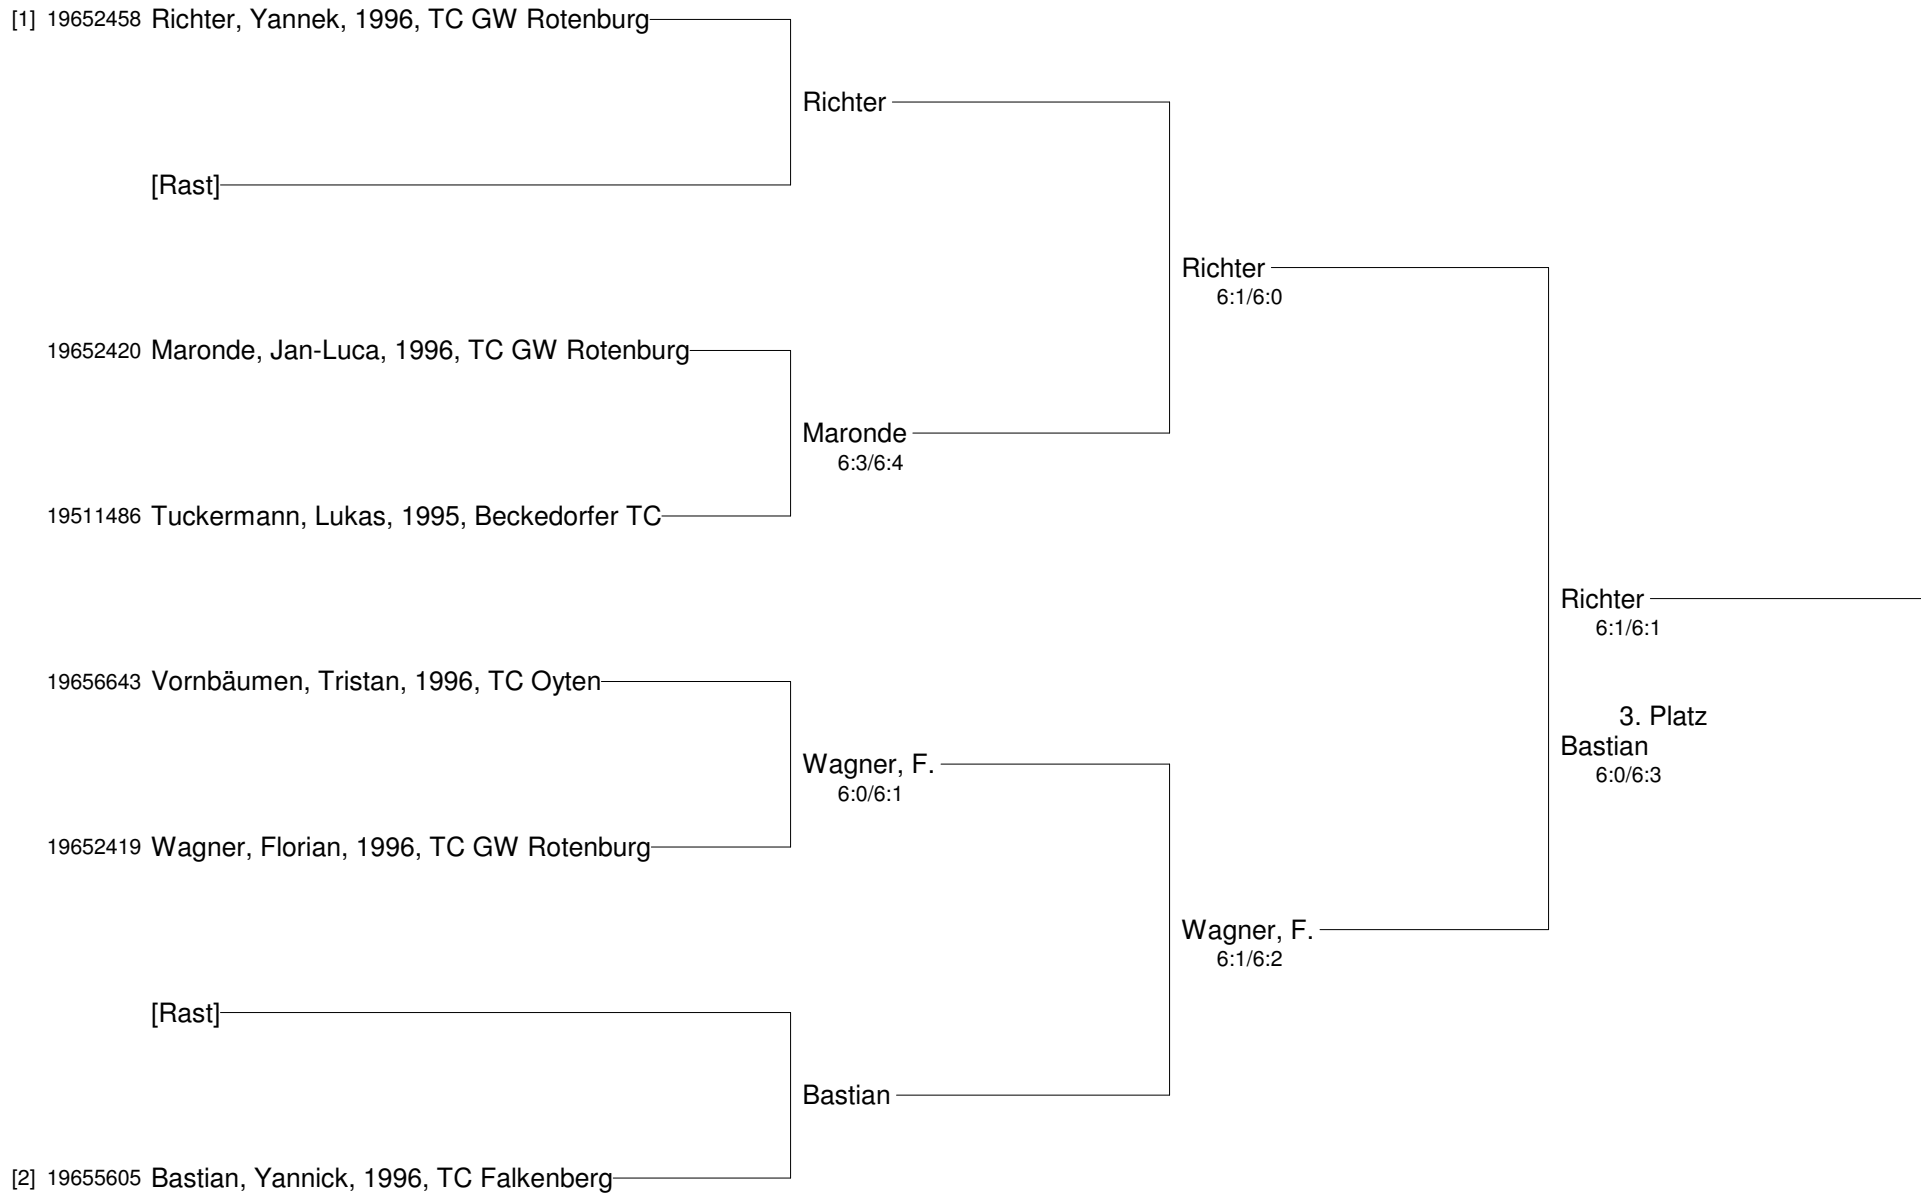 [1] 19652458 Richter, Yannek, 1996, TC GW Rotenburg
Richter
[Rast]
Richter
6:1/6:0
19652420 Maronde, Jan-Luca, 1996, TC GW Rotenburg
Maronde
6:3/6:4
19511486 Tuckermann, Lukas, 1995, Beckedorfer TC
Richter
6:1/6:1
19656643 Vornbäumen, Tristan, 1996, TC Oyten
3. Platz
Bastian
6:0/6:3
Wagner, F.
6:0/6:1
19652419 Wagner, Florian, 1996, TC GW Rotenburg
Wagner, F.
6:1/6:2
[Rast]
Bastian
[2] 19655605 Bastian, Yannick, 1996, TC Falkenberg